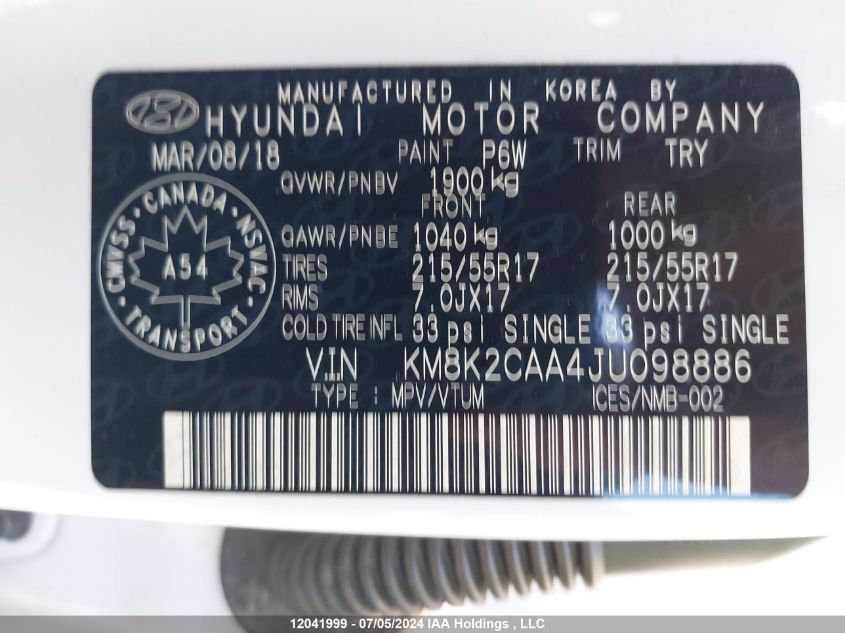 MANUFACTURED IN KOREA BY
HYUNDAI MOTOR COMPANY
MAR/08/18 PAINT P6W TRIM TRY
GVWR/PNBV 1900 kg
FRONT REAR
GAWR/PNBE 1040 kg 1000 kg
TIRES 215/55R17 215/55R17
RIMS 7.0JX17 7.0JX17
COLD TIRE INFL 33 psi SINGLE 33 psi SINGLE
V.I.N KM8K2CAA4JU098886
TYPE : MPV/VTUM ICES/NMB-002
CMVSS · CANADA · NSVAC · TRANSPORT ·
A54
12041999 - 07/05/2024 IAA Holdings , LLC